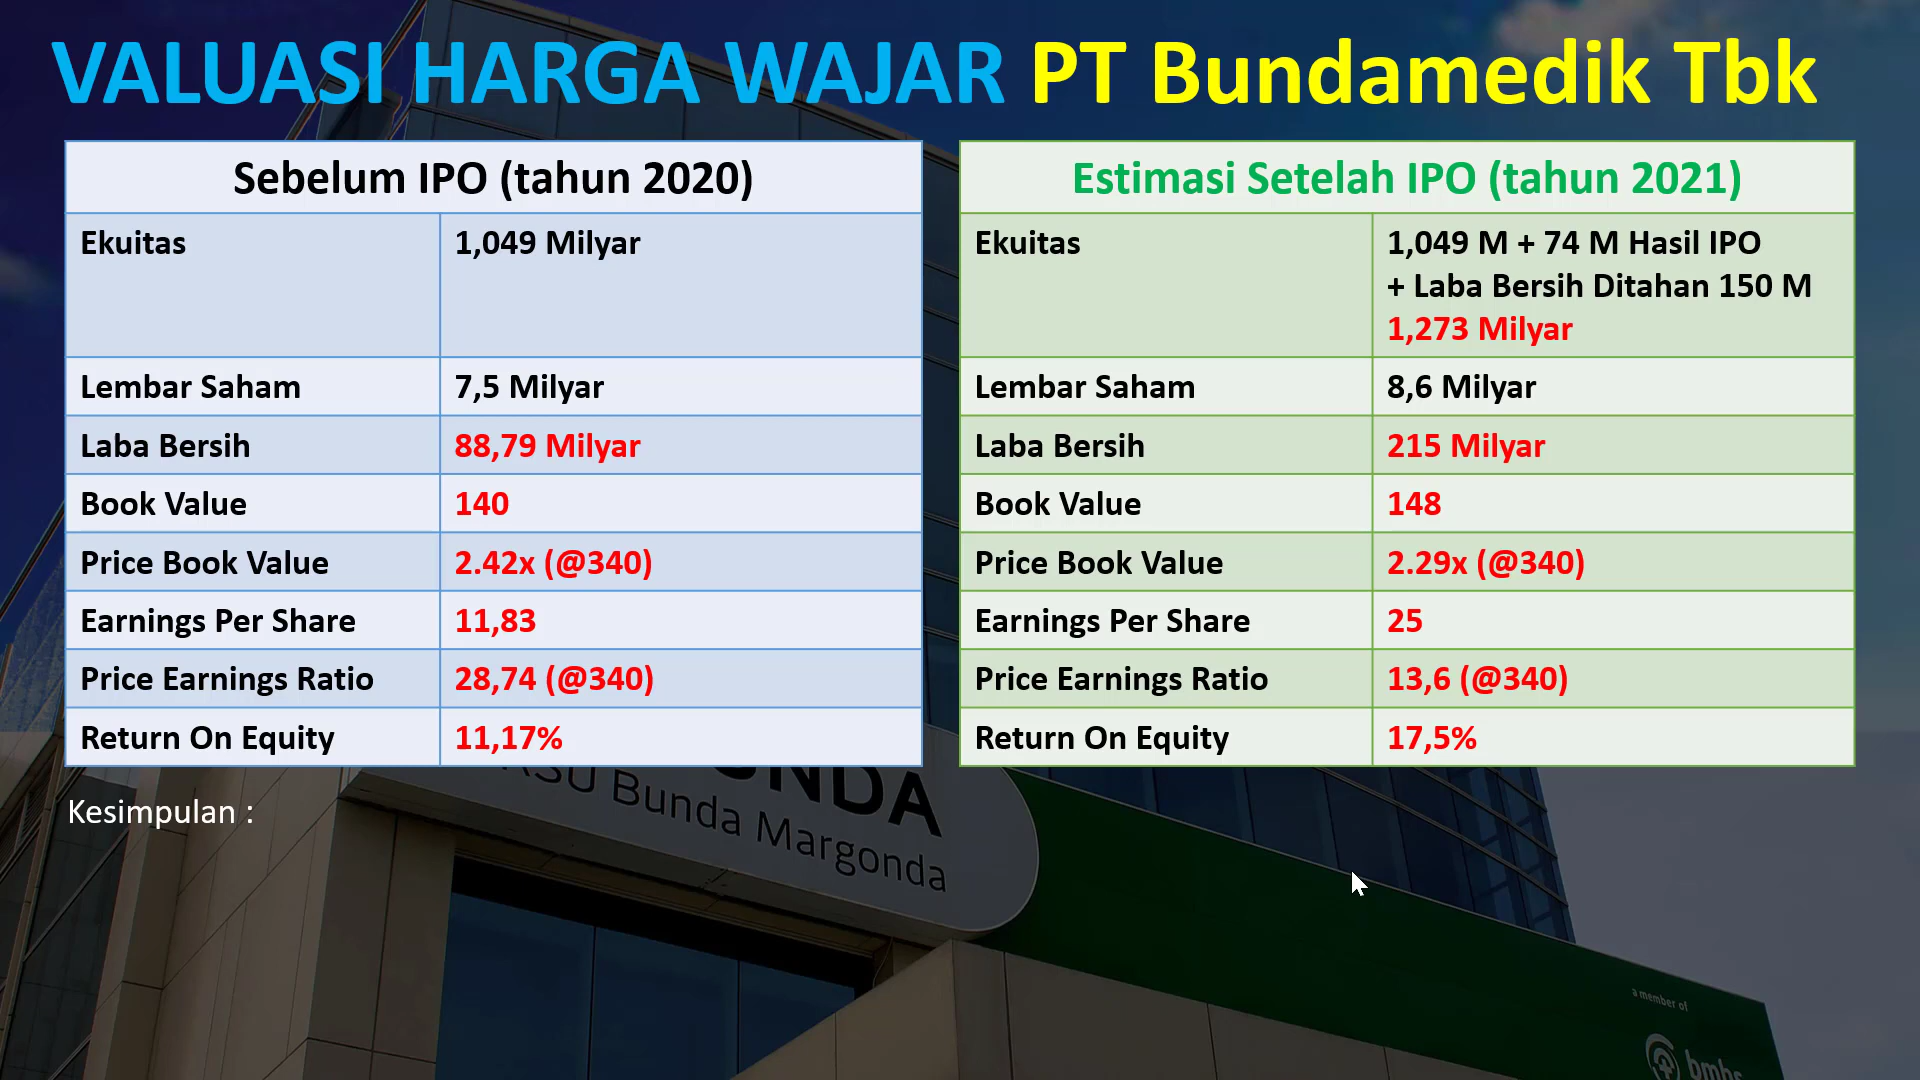 VALUASI HARGA WAJAR PT Bundamedik Tbk
Sebelum IPO (tahun 2020)
Ekuitas 1,049 Milyar
Lembar Saham 7,5 Milyar
Laba Bersih 88,79 Milyar
Book Value 140
Price Book Value 2.42x (@340)
Earnings Per Share 11,83
Price Earnings Ratio 28,74 (@340)
Return On Equity 11,17%
Estimasi Setelah IPO (tahun 2021)
Ekuitas 1,049 M + 74 M Hasil IPO
+ Laba Bersih Ditahan 150 M
1,273 Milyar
Lembar Saham 8,6 Milyar
Laba Bersih 215 Milyar
Book Value 148
Price Book Value 2.29x (@340)
Earnings Per Share 25
Price Earnings Ratio 13,6 (@340)
Return On Equity 17,5%
Kesimpulan :
RSU Bunda Margonda
a member of
bmhs